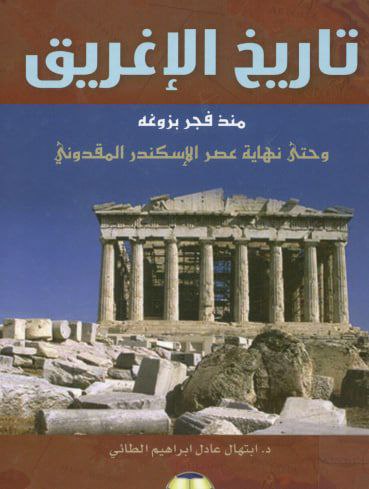 تاريخ الإغريق
منذ فجر بزوغه
وحتى نهاية عصر الإسكندر المقدوني
د. ابتهال عادل ابراهيم الطائي